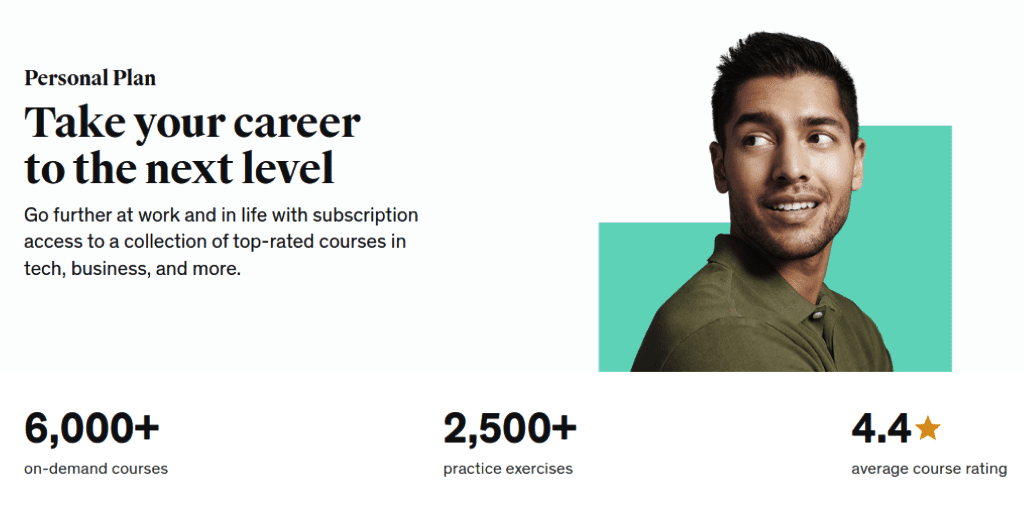 Personal Plan
Take your career
to the next level
Go further at work and in life with subscription
access to a collection of top-rated courses in
tech, business, and more.
6,000+
on-demand courses
2,500+
practice exercises
4.4★
average course rating